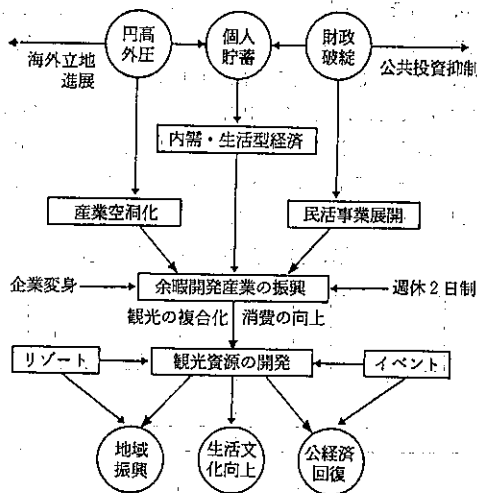 円高
外圧
個人
貯蓄
財政
破綻
海外立地
進展
公共投資抑制
内需・生活型経済
産業空洞化
民活事業展開
企業変身
余暇開発産業の振興
週休2日制
観光の複合化
消費の向上
リゾート
観光資源の開発
イベント
地域
振興
生活文
化向上
公経済
回復